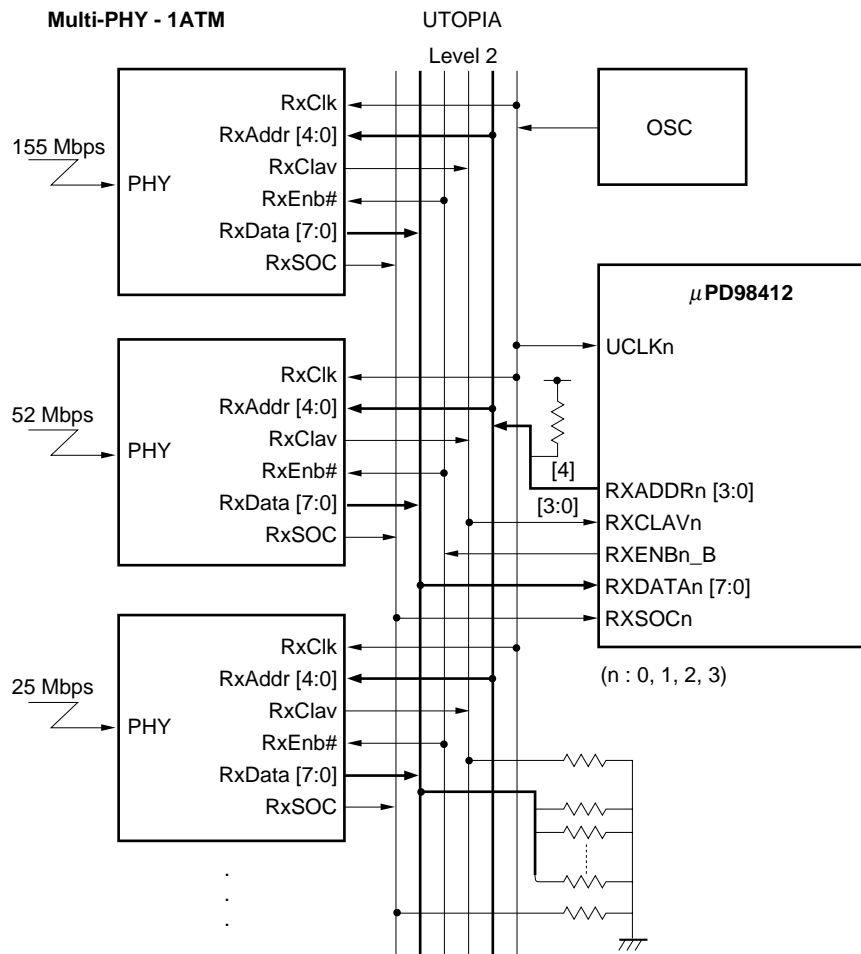 Multi-PHY - 1ATM
UTOPIA
Level 2
RxClk
RxAddr [4:0]
RxClav
RxEnb#
RxData [7:0]
RxSOC
155 Mbps
PHY
OSC
µPD98412
UCLKn
[4]
[3:0]
RXADDRn [3:0]
RXCLAVn
RXENBn_B
RXDATAn [7:0]
RXSOCn
(n : 0, 1, 2, 3)
RxClk
RxAddr [4:0]
RxClav
RxEnb#
RxData [7:0]
RxSOC
52 Mbps
PHY
RxClk
RxAddr [4:0]
RxClav
RxEnb#
RxData [7:0]
RxSOC
25 Mbps
PHY